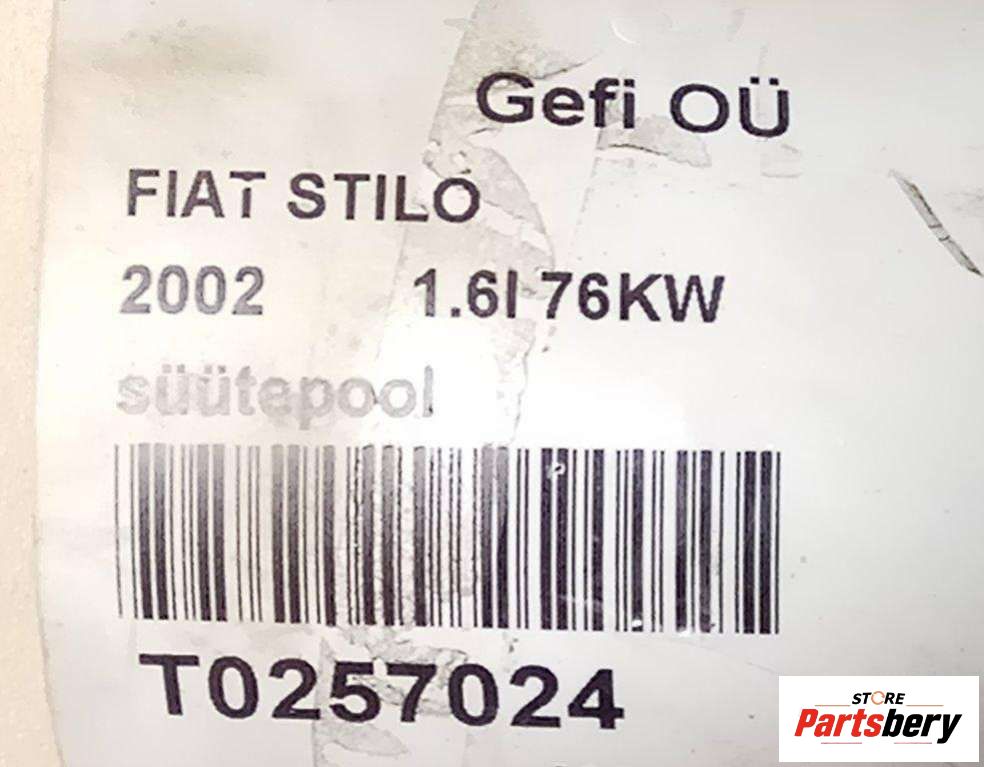 Gefi OÜ
FIAT STILO
2002 1.6l 76KW
süütepool
T0257024
STORE
Partsbery